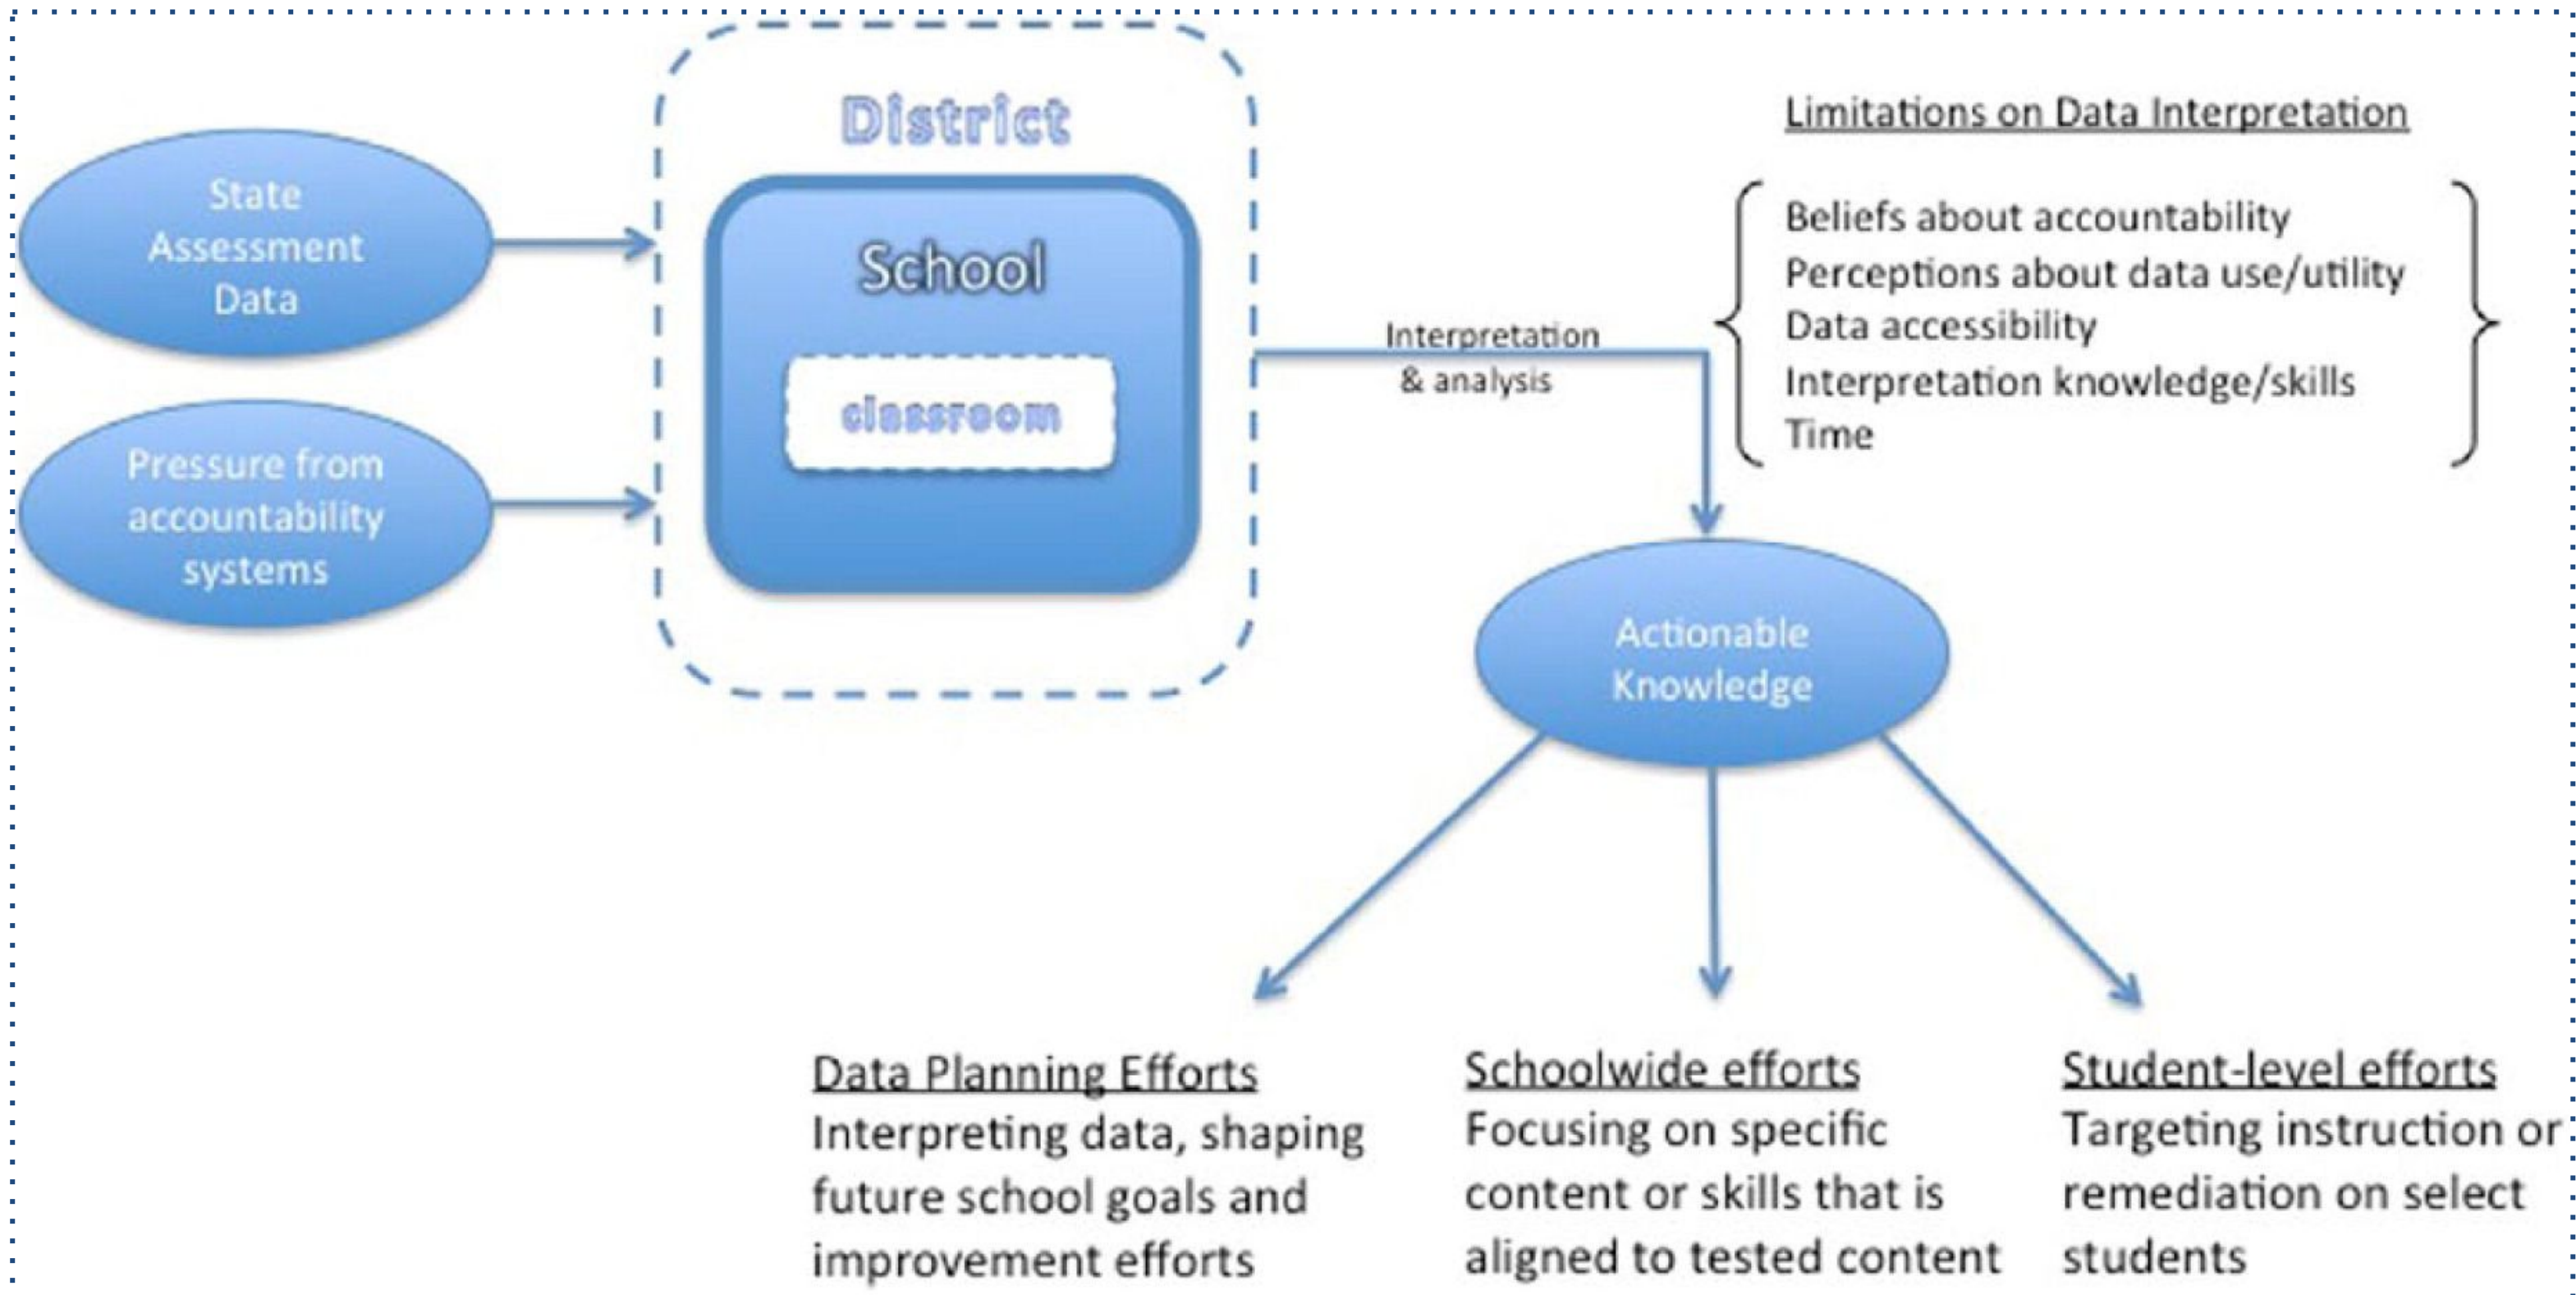 State
Assessment
Data
Pressure from
accountability
systems
District
School
classroom
Interpretation
& analysis
Limitations on Data Interpretation
Beliefs about accountability
Perceptions about data use/utility
Data accessibility
Interpretation knowledge/skills
Time
Actionable
Knowledge
Data Planning Efforts
Interpreting data, shaping
future school goals and
improvement efforts
Schoolwide efforts
Focusing on specific
content or skills that is
aligned to tested content
Student-level efforts
Targeting instruction or
remediation on select
students